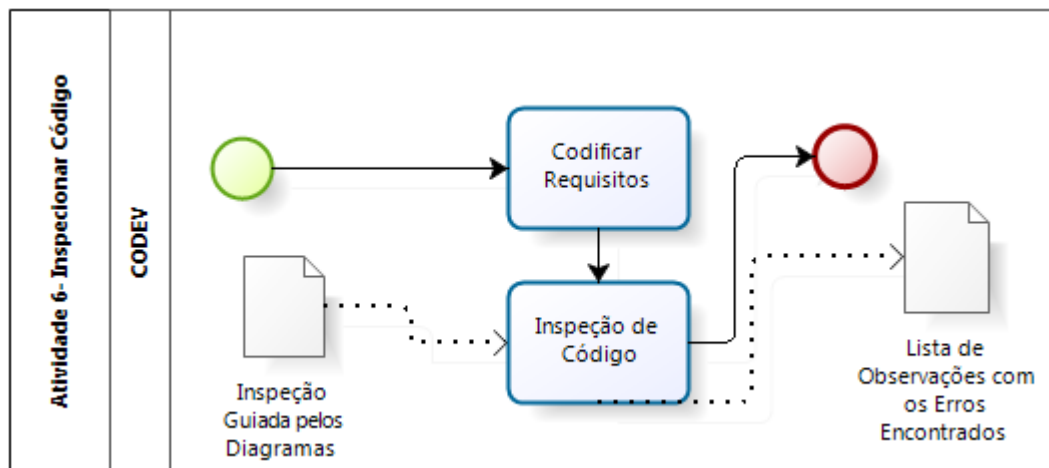 Atividade 6- Inspecionar Código
CODEV
Codificar
Requisitos
Inspeção de
Código
Inspeção
Guiada pelos
Diagramas
Lista de
Observações com
os Erros
Encontrados